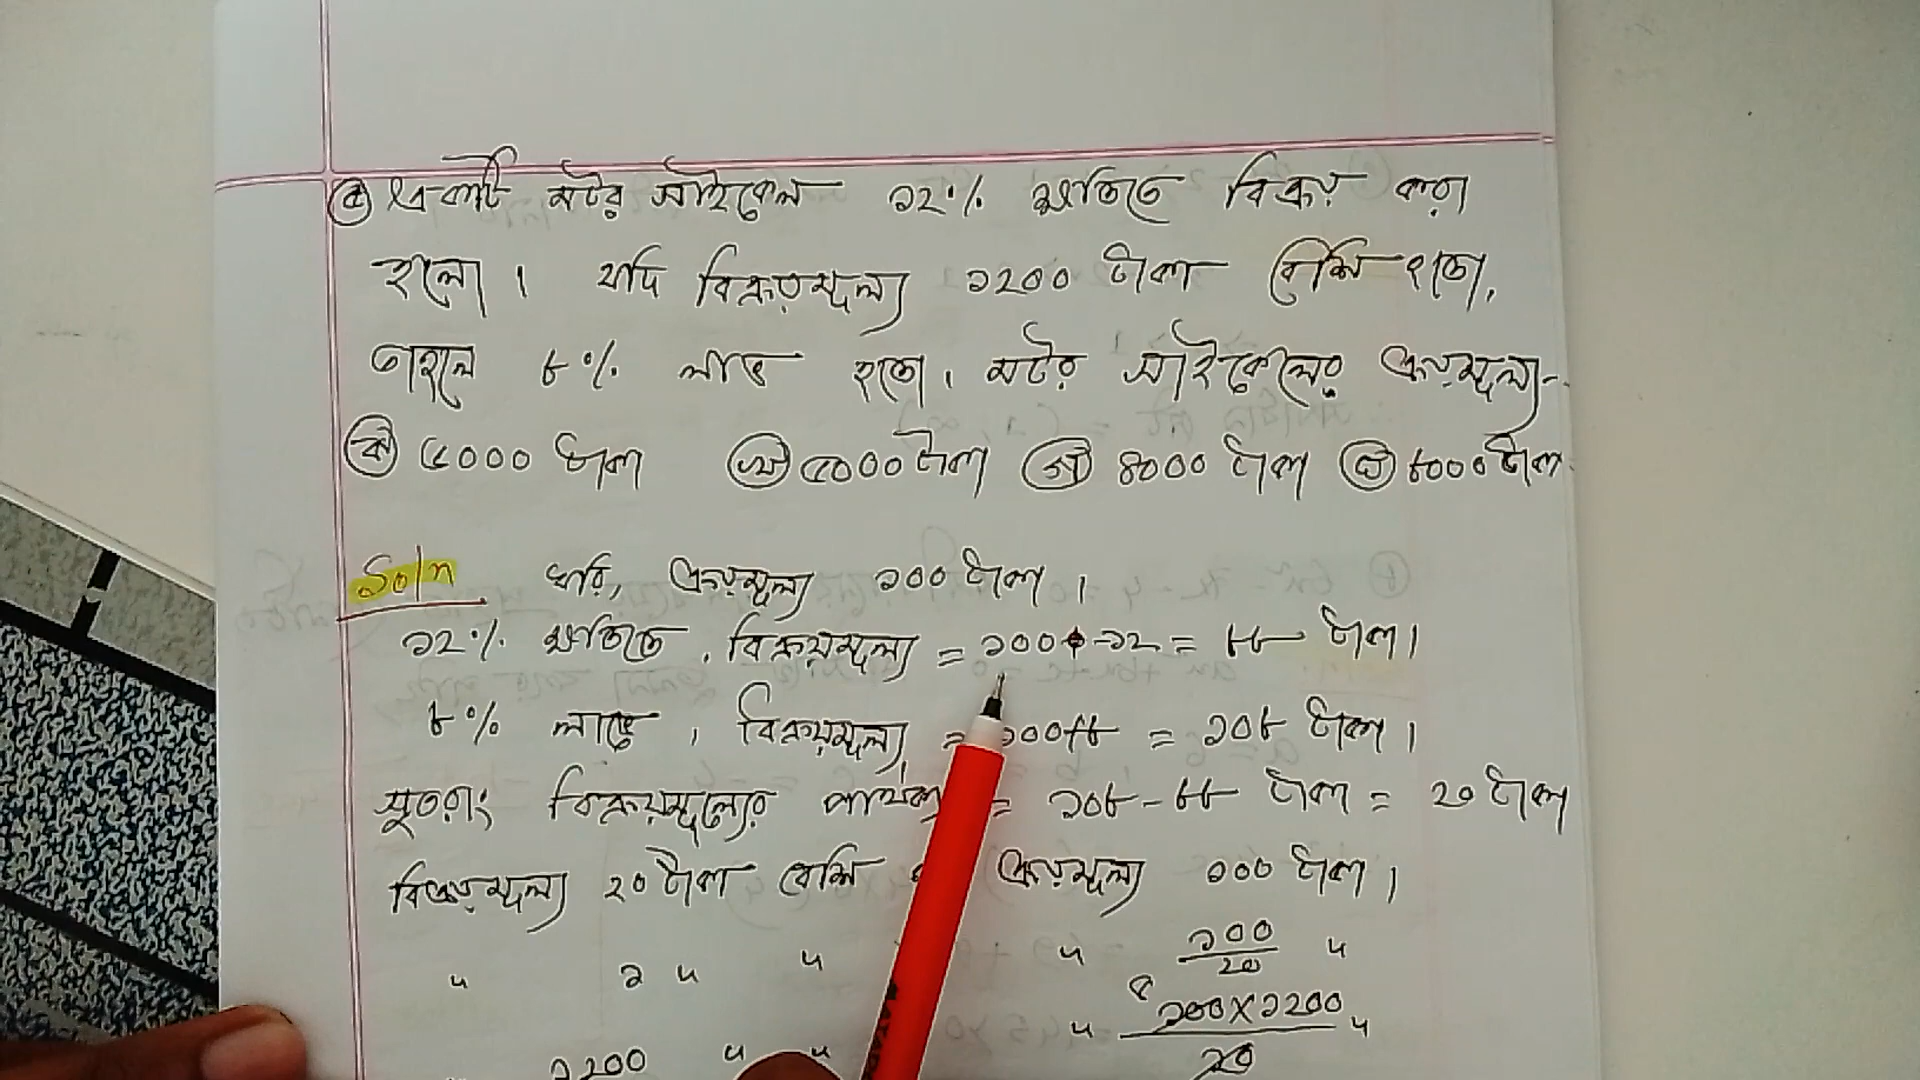 একটি মটর সাইকেল ১২% ক্ষতিতে বিক্রয় করা
হলো। যদি বিক্রয়মূল্য ১২০০ টাকা বেশি হতো,
তাহলে ৮% লাভ হতো। মটর সাইকেলের ক্রয়মূল্য--
ক ৬০০০ টাকা খ ৫০০০ টাকা গ ৪০০০ টাকা ঘ ৮০০০ টাকা
Soln ধরি, ক্রয়মূল্য ১০০ টাকা।
১২% ক্ষতিতে, বিক্রয়মূল্য = ১০০-১২ = ৮৮ টাকা।
৮% লাভে, বিক্রয়মূল্য = ১০০+৮ = ১০৮ টাকা।
সুতরাং বিক্রয়মূল্যের পার্থক্য = ১০৮-৮৮ টাকা = ২০ টাকা
বিক্রয়মূল্য ২০ টাকা বেশি ক্রয়মূল্য ১০০ টাকা।
" ১ " " " ১০০/২০ "
" ১২০০ " " " ৫ ১০০×১২০০/২০ "